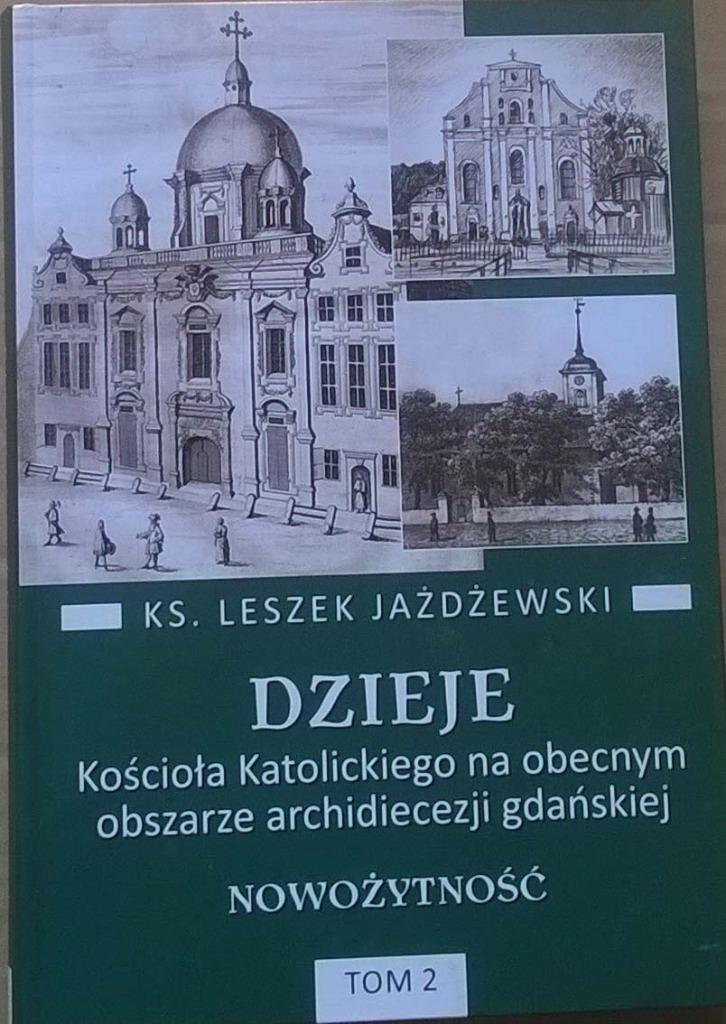 KS. LESZEK JAŻDŻEWSKI
DZIEJE
Kościoła Katolickiego na obecnym
obszarze archidiecezji gdańskiej
NOWOŻYTNOŚĆ
TOM 2